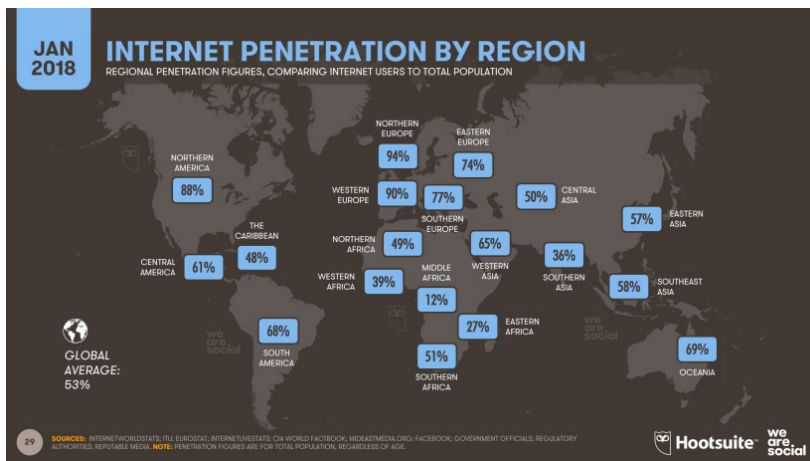 JAN
2018
INTERNET PENETRATION BY REGION
REGIONAL PENETRATION FIGURES, COMPARING INTERNET USERS TO TOTAL POPULATION
NORTHERN
AMERICA
88%
CENTRAL
AMERICA
61%
THE
CARIBBEAN
48%
68%
SOUTH
AMERICA
NORTHERN
EUROPE
94%
EASTERN
EUROPE
74%
WESTERN
EUROPE
90%
77%
SOUTHERN
EUROPE
50%
CENTRAL
ASIA
57%
EASTERN
ASIA
NORTHERN
AFRICA
49%
65%
WESTERN
ASIA
36%
SOUTHERN
ASIA
58%
SOUTHEAST
ASIA
WESTERN
AFRICA
39%
MIDDLE
AFRICA
12%
27%
EASTERN
AFRICA
51%
SOUTHERN
AFRICA
69%
OCEANIA
GLOBAL
AVERAGE:
53%
we
are
social
we
are
social
29
SOURCES: INTERNETWORLDSTATS; ITU; EUROSTAT; INTERNETLIVESTATS; CIA WORLD FACTBOOK; MIDEASTMEDIA.ORG; FACEBOOK; GOVERNMENT OFFICIALS; REGULATORY
AUTHORITIES; REPUTABLE MEDIA. NOTE: PENETRATION FIGURES ARE FOR TOTAL POPULATION, REGARDLESS OF AGE.
Hootsuite™
we
are
social